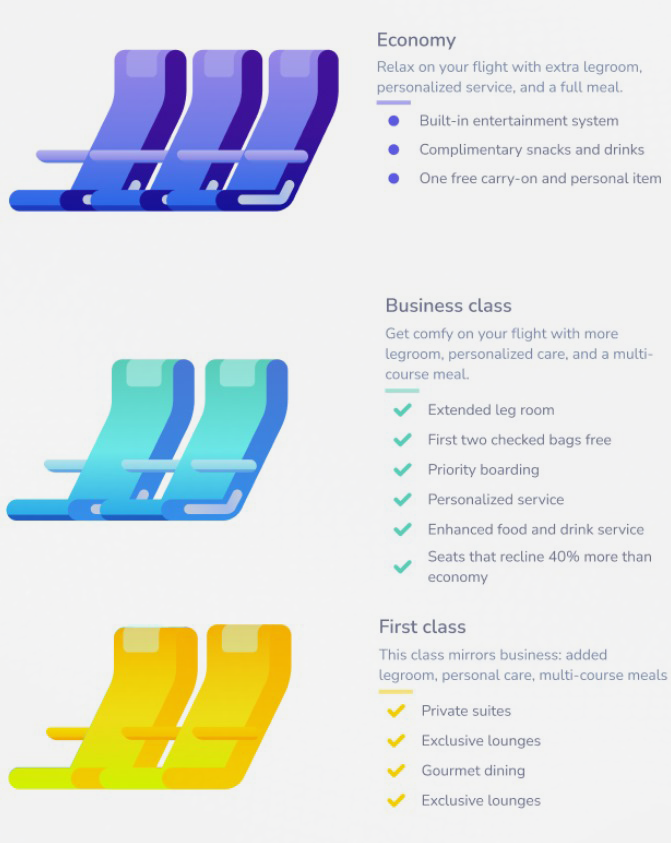 Economy
Relax on your flight with extra legroom,
personalized service, and a full meal.
Built-in entertainment system
Complimentary snacks and drinks
One free carry-on and personal item
Business class
Get comfy on your flight with more
legroom, personalized care, and a multi-
course meal.
Extended leg room
First two checked bags free
Priority boarding
Personalized service
Enhanced food and drink service
Seats that recline 40% more than
economy
First class
This class mirrors business: added
legroom, personal care, multi-course meals
Private suites
Exclusive lounges
Gourmet dining
Exclusive lounges